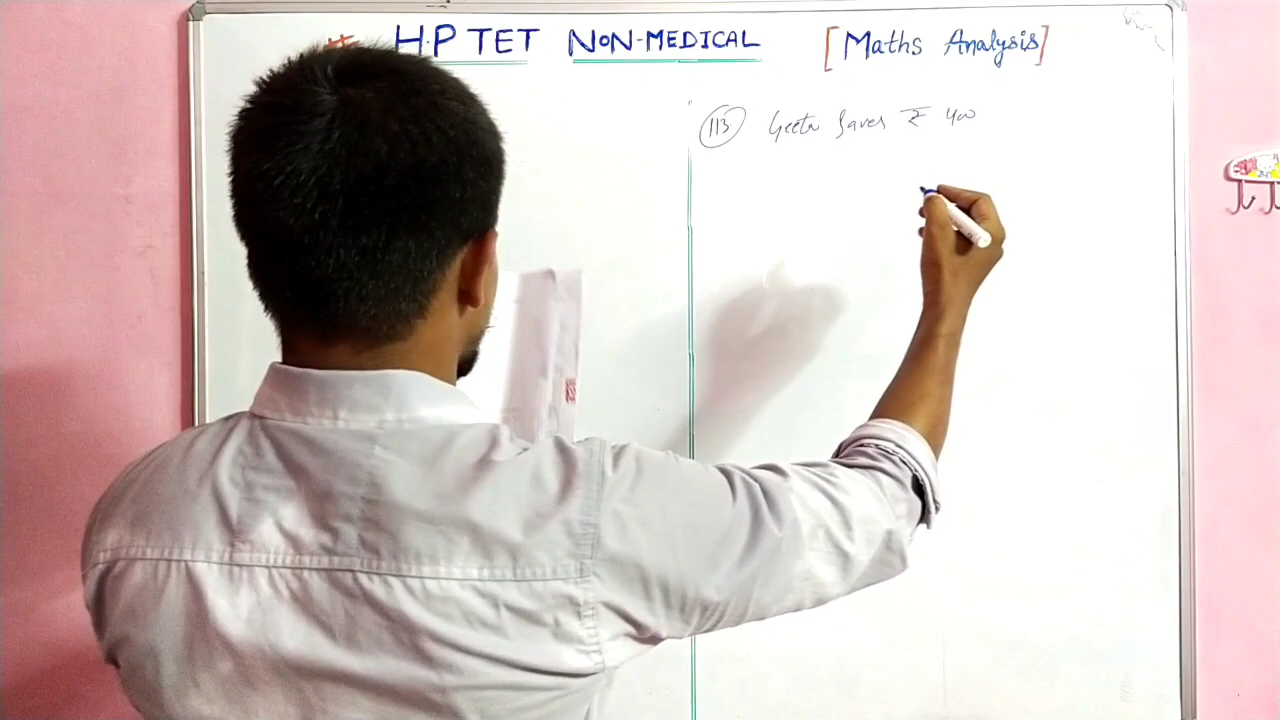 # H.P TET NON-MEDICAL [Maths Analysis]
113 Geeta saves ₹ 400